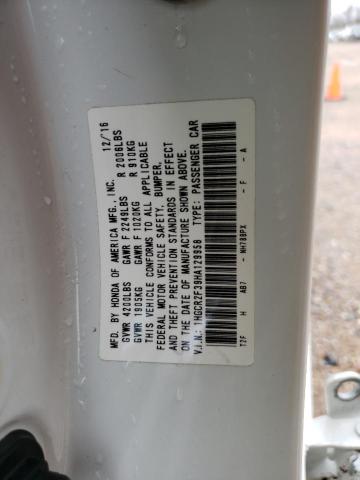 MFD. BY HONDA OF AMERICA MFG., INC. 12/16
GVWR 4200LBS GAWR F 2249LBS R 2006LBS
GVWR 1905KG GAWR F 1020KG R 910KG
THIS VEHICLE CONFORMS TO ALL APPLICABLE
FEDERAL MOTOR VEHICLE SAFETY, BUMPER,
AND THEFT PREVENTION STANDARDS IN EFFECT
ON THE DATE OF MANUFACTURE SHOWN ABOVE.
V.I.N.: 1HGCR2F39HA129958 TYPE: PASSENGER CAR
T2F H AB7 - NH788PX - F - A